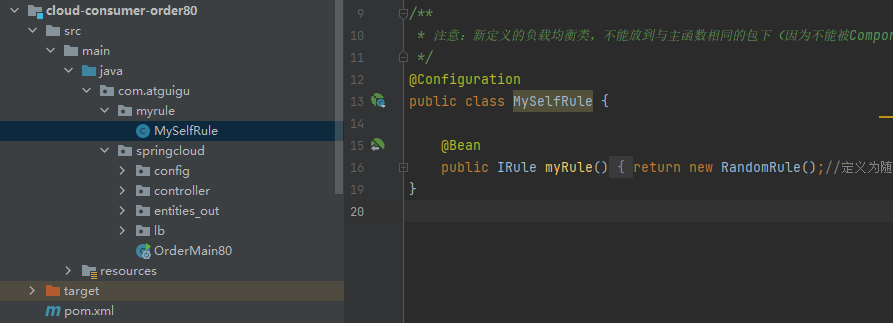 cloud-consumer-order80
src
main
java
com.atguigu
myrule
MySelfRule
springcloud
config
controller
entities_out
lb
OrderMain80
resources
target
pom.xml
9 /**
10 * 注意：新定义的负载均衡类，不能放到与主函数相同的包下（因为不能被Compon
11 */
12 @Configuration
13 public class MySelfRule {
14
15 @Bean
16 public IRule myRule() { return new RandomRule();//定义为随
19 }
20